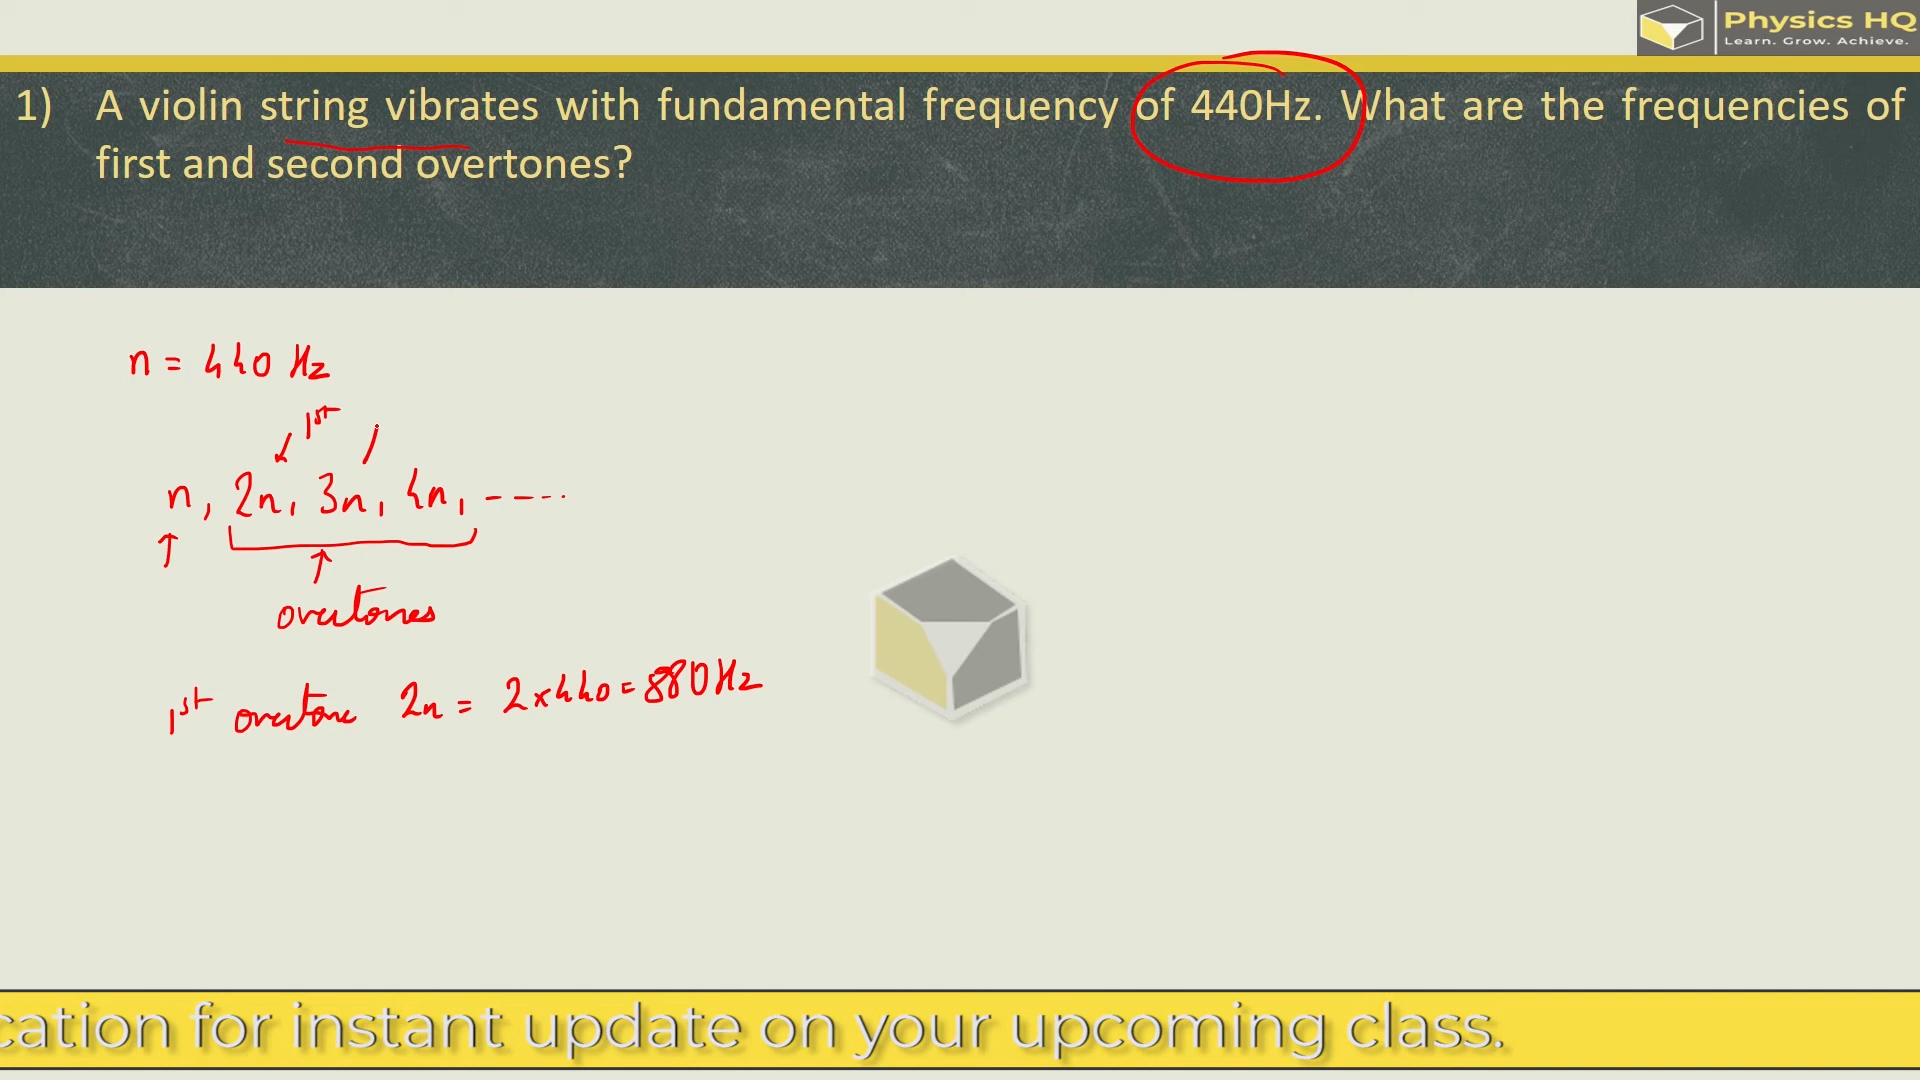 Physics HQ
Learn. Grow. Achieve.
1) A violin string vibrates with fundamental frequency of 440Hz. What are the frequencies of
first and second overtones?
n = 440 Hz
1st
n, 2n, 3n, 4n, -----
overtones
1st overtone 2n = 2×440 = 880Hz
cation for instant update on your upcoming class.